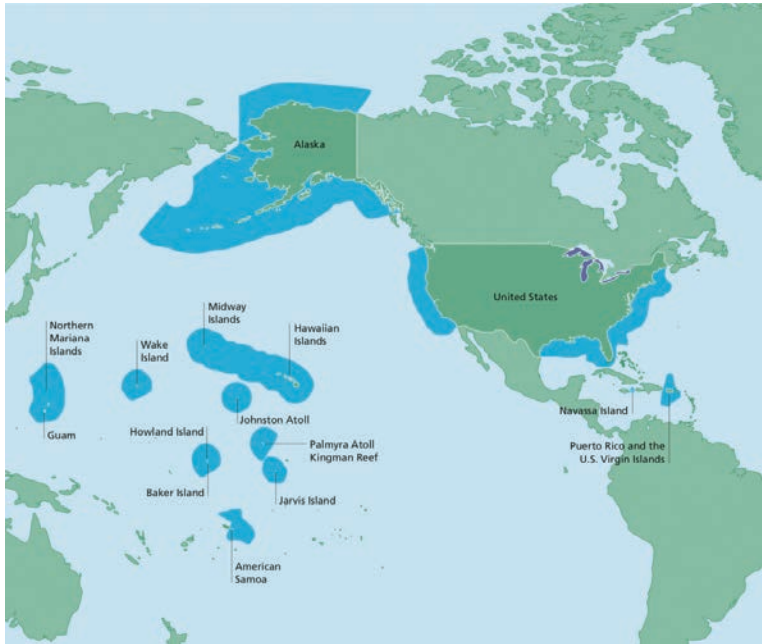 Alaska
United States
Northern
Mariana
Islands
Wake
Island
Midway
Islands
Hawaiian
Islands
Guam
Johnston Atoll
Howland Island
Palmyra Atoll
Kingman Reef
Baker Island
Jarvis Island
American
Samoa
Navassa Island
Puerto Rico and the
U.S. Virgin Islands